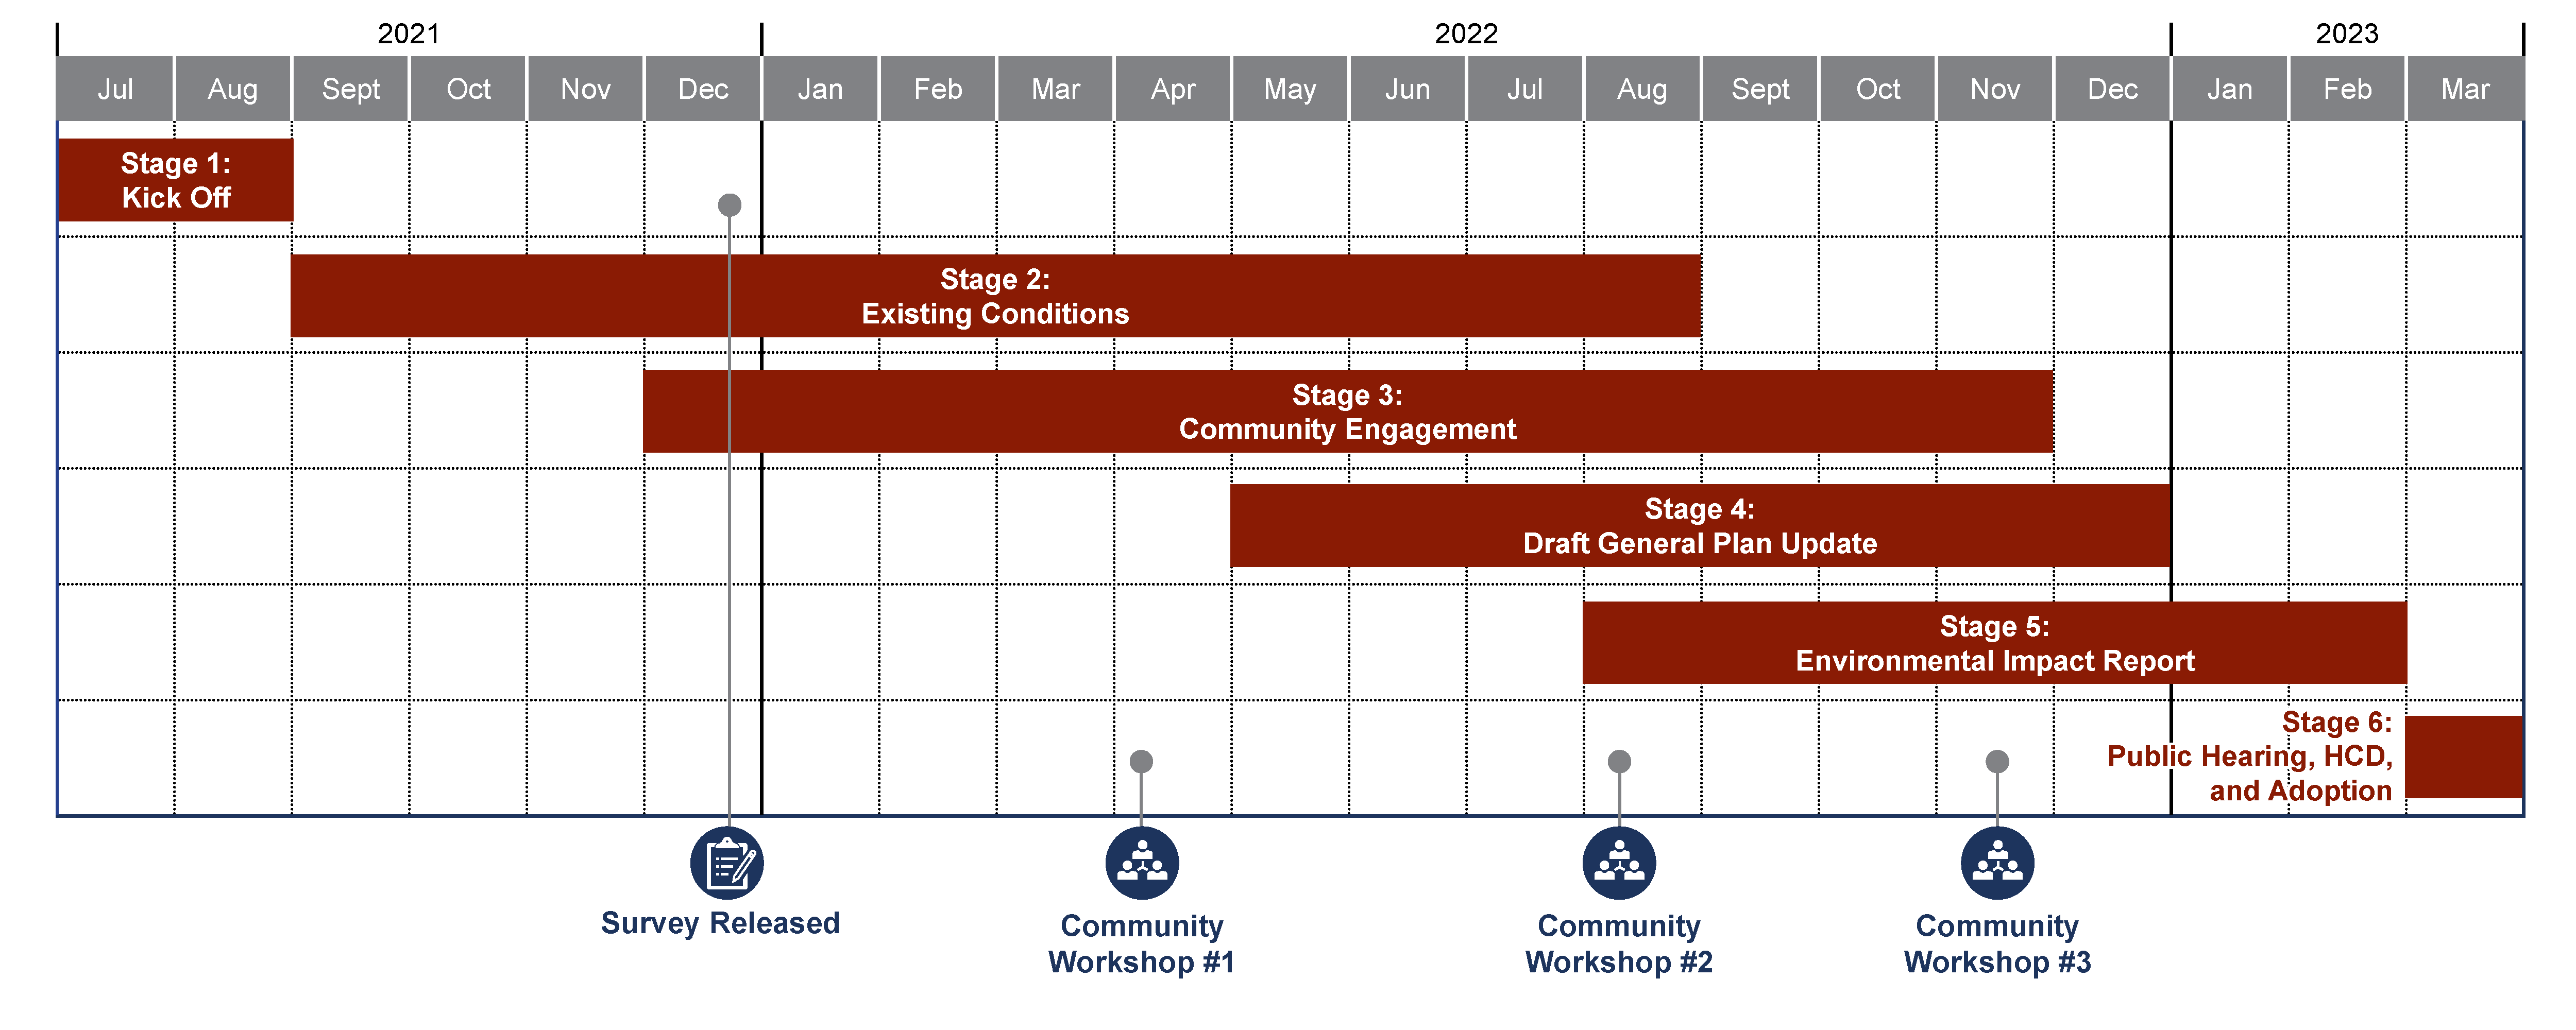 2021 2022 2023
Jul Aug Sept Oct Nov Dec Jan Feb Mar Apr May Jun Jul Aug Sept Oct Nov Dec Jan Feb Mar
Stage 1:
Kick Off
Stage 2:
Existing Conditions
Stage 3:
Community Engagement
Stage 4:
Draft General Plan Update
Stage 5:
Environmental Impact Report
Stage 6:
Public Hearing, HCD,
and Adoption
Survey Released
Community
Workshop #1
Community
Workshop #2
Community
Workshop #3